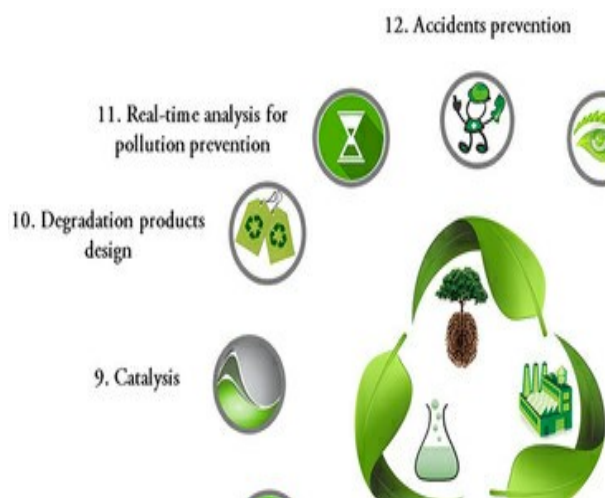 12. Accidents prevention
11. Real-time analysis for
pollution prevention
10. Degradation products
design
9. Catalysis